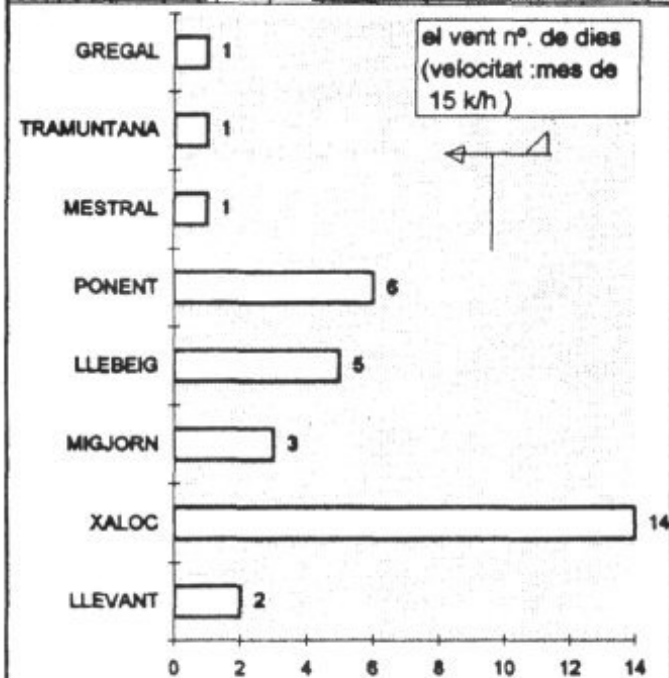 el vent nº. de dies
(velocitat :mes de
15 k/h )
GREGAL 1
TRAMUNTANA 1
MESTRAL 1
PONENT 6
LLEBEIG 5
MIGJORN 3
XALOC 14
LLEVANT 2
0 2 4 6 8 10 12 14